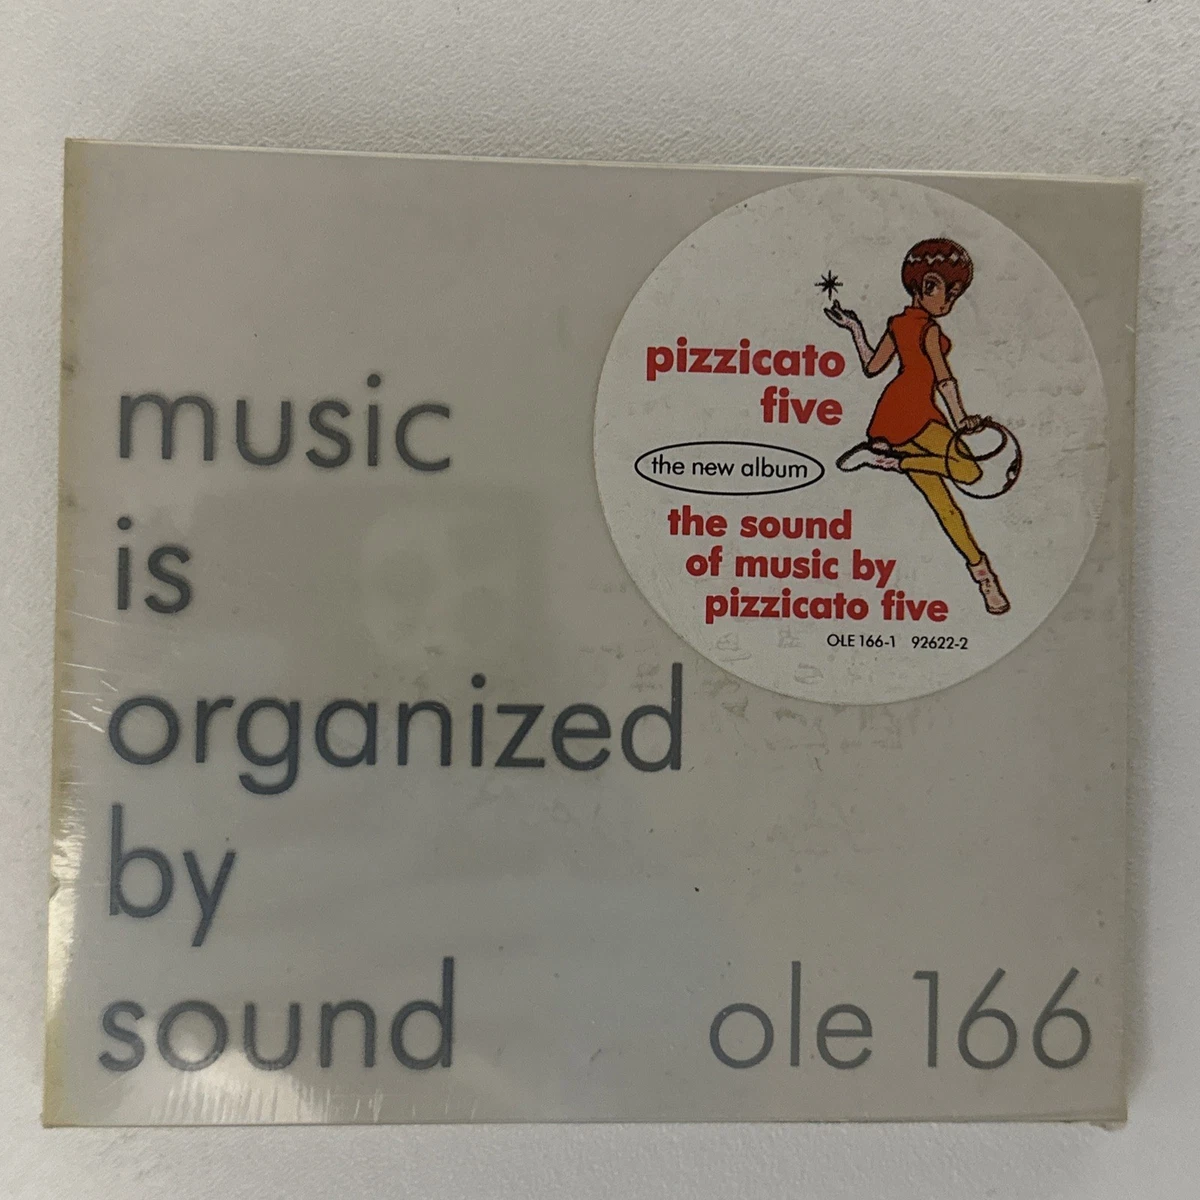 pizzicato
five
the new album
the sound
of music by
pizzicato five
OLE 166-1 92622-2
music
is
organized
by
sound
ole 166